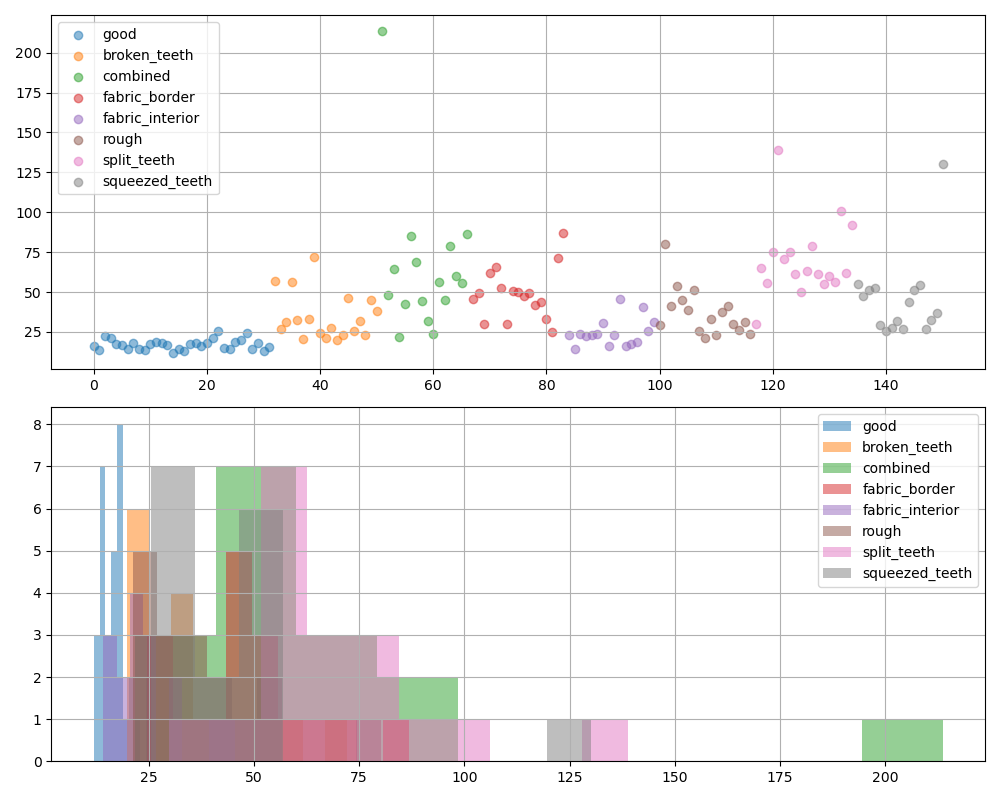 200
175
150
125
100
75
50
25
good
broken_teeth
combined
fabric_border
fabric_interior
rough
split_teeth
squeezed_teeth
0 20 40 60 80 100 120 140
8
7
6
5
4
3
2
1
0
good
broken_teeth
combined
fabric_border
fabric_interior
rough
split_teeth
squeezed_teeth
25 50 75 100 125 150 175 200